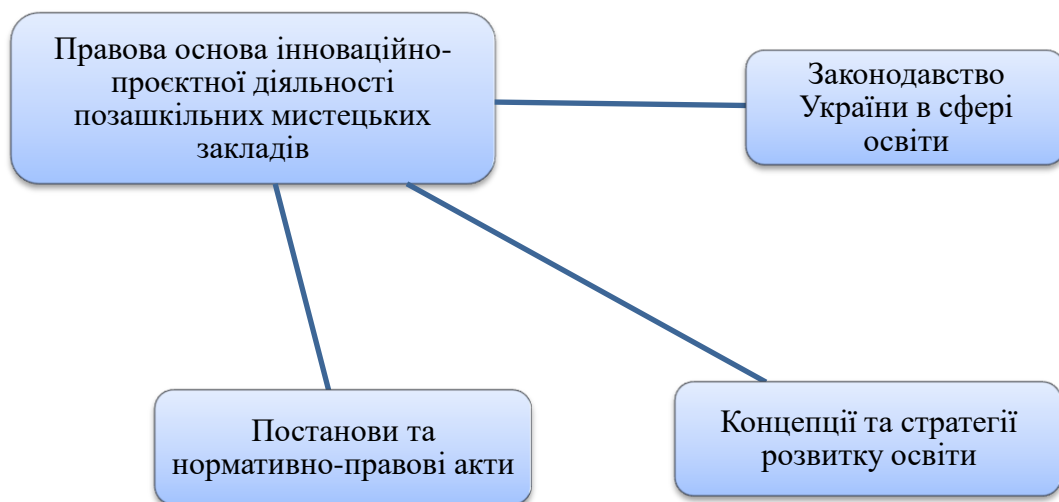 Правова основа інноваційно-
проєктної діяльності
позашкільних мистецьких
закладів
Законодавство
України в сфері
освіти
Постанови та
нормативно-правові акти
Концепції та стратегії
розвитку освіти